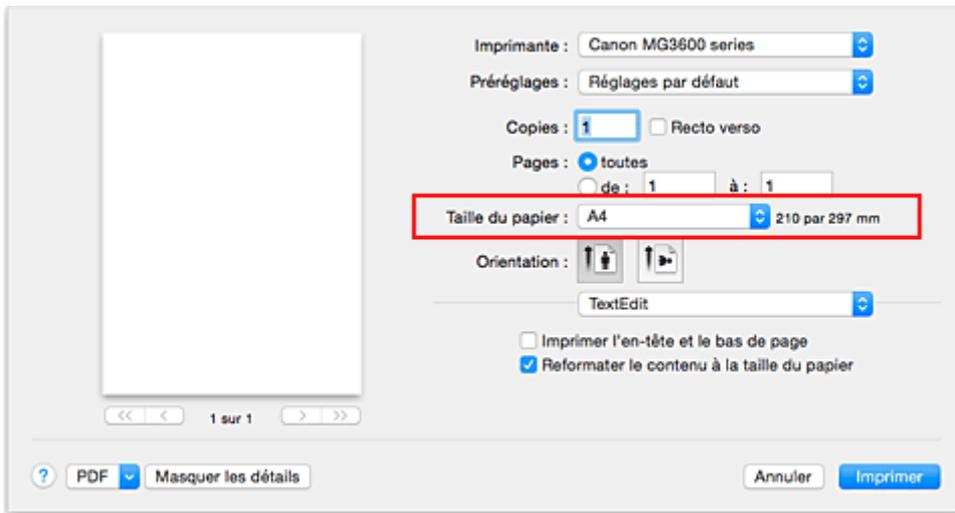 Imprimante : Canon MG3600 series
Préréglages : Réglages par défaut
Copies : 1 Recto verso
Pages : toutes
de : 1 à : 1
Taille du papier : A4 210 par 297 mm
Orientation :
TextEdit
Imprimer l'en-tête et le bas de page
Reformater le contenu à la taille du papier
<< < 1 sur 1 > >>
? PDF Masquer les détails Annuler Imprimer